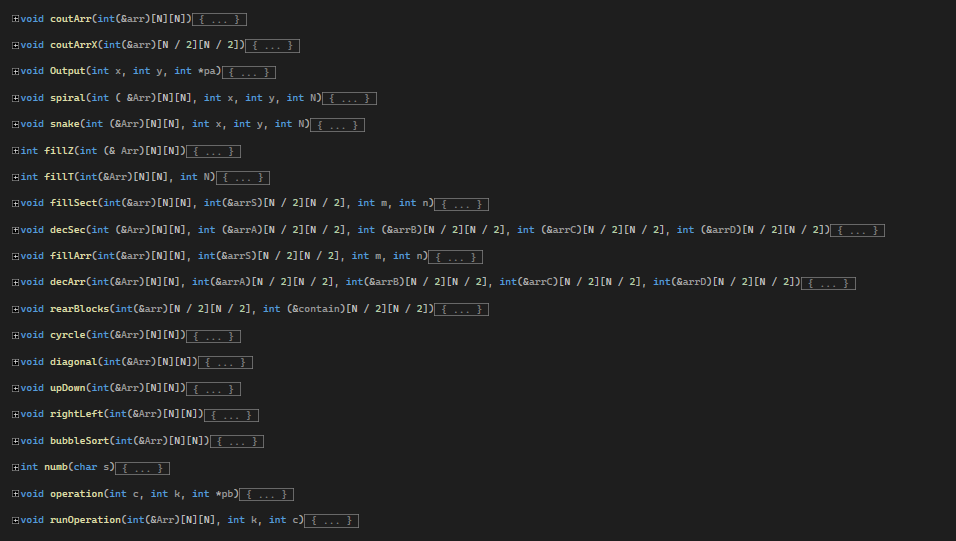 void coutArr(int(&arr)[N][N]){ ... }
void coutArrX(int(&arr)[N / 2][N / 2]){ ... }
void Output(int x, int y, int *pa){ ... }
void spiral(int ( &Arr)[N][N], int x, int y, int N){ ... }
void snake(int (&Arr)[N][N], int x, int y, int N){ ... }
int fillZ(int (& Arr)[N][N]){ ... }
int fillT(int(&Arr)[N][N], int N){ ... }
void fillSect(int(&arr)[N][N], int(&arrS)[N / 2][N / 2], int m, int n){ ... }
void decSec(int (&Arr)[N][N], int (&arrA)[N / 2][N / 2], int (&arrB)[N / 2][N / 2], int (&arrC)[N / 2][N / 2], int (&arrD)[N / 2][N / 2]){ ... }
void fillArr(int(&arr)[N][N], int(&arrS)[N / 2][N / 2], int m, int n){ ... }
void decArr(int(&Arr)[N][N], int(&arrA)[N / 2][N / 2], int(&arrB)[N / 2][N / 2], int(&arrC)[N / 2][N / 2], int(&arrD)[N / 2][N / 2]){ ... }
void rearBlocks(int(&arr)[N / 2][N / 2], int (&contain)[N / 2][N / 2]){ ... }
void cyrcle(int(&Arr)[N][N]){ ... }
void diagonal(int(&Arr)[N][N]){ ... }
void upDown(int(&Arr)[N][N]){ ... }
void rightLeft(int(&Arr)[N][N]){ ... }
void bubbleSort(int(&Arr)[N][N]){ ... }
int numb(char s){ ... }
void operation(int c, int k, int *pb){ ... }
void runOperation(int(&Arr)[N][N], int k, int c){ ... }